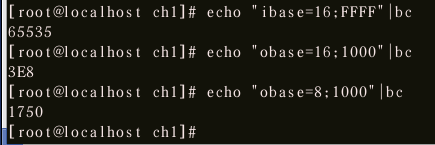 [root@localhost ch1]# echo "ibase=16;FFFF"|bc
65535
[root@localhost ch1]# echo "obase=16;1000"|bc
3E8
[root@localhost ch1]# echo "obase=8;1000"|bc
1750
[root@localhost ch1]#